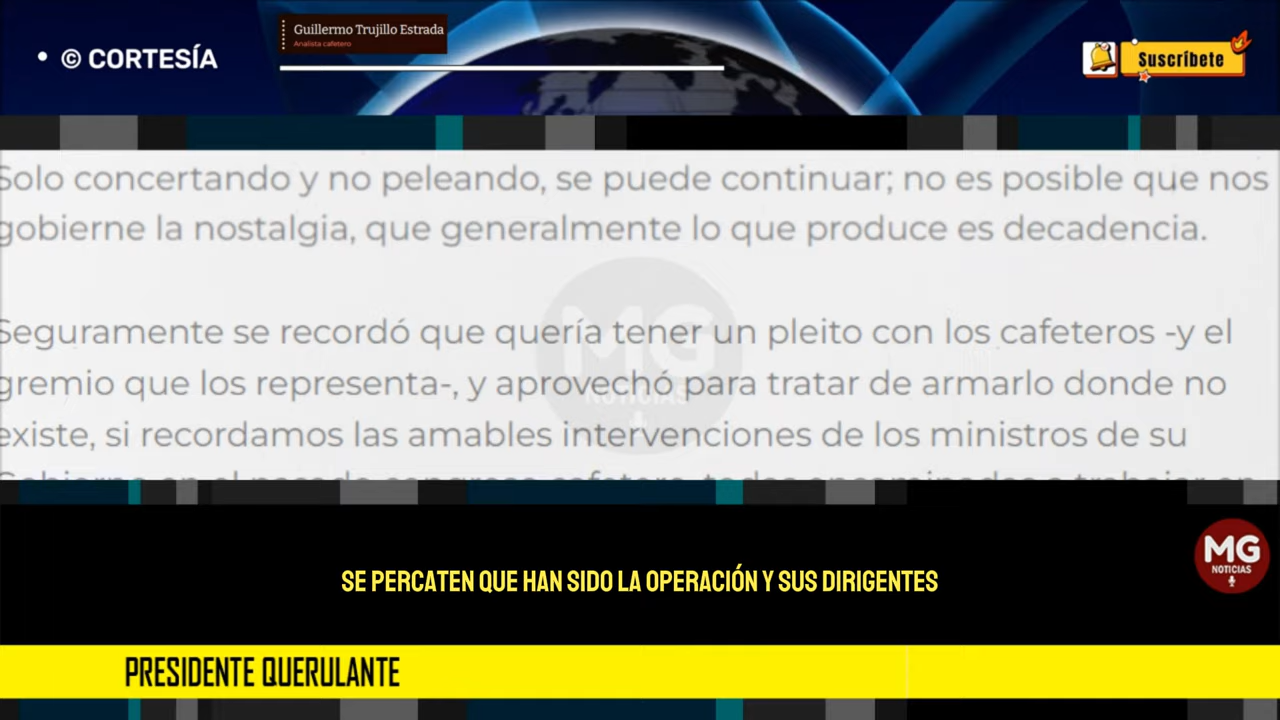 • © CORTESÍA
Guillermo Trujillo Estrada
Analista cafetero
Suscríbete
Solo concertando y no peleando, se puede continuar; no es posible que nos
gobierne la nostalgia, que generalmente lo que produce es decadencia.
Seguramente se recordó que quería tener un pleito con los cafeteros -y el
gremio que los representa-, y aprovechó para tratar de armarlo donde no
existe, si recordamos las amables intervenciones de los ministros de su
MG
NOTICIAS
SE PERCATEN QUE HAN SIDO LA OPERACIÓN Y SUS DIRIGENTES
MG
NOTICIAS
PRESIDENTE QUERULANTE